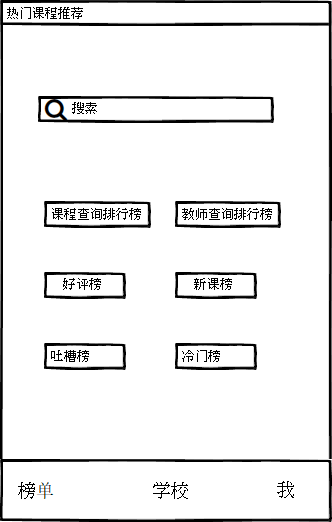 热门课程推荐
搜索
课程查询排行榜 教师查询排行榜
好评榜 新课榜
吐槽榜 冷门榜
榜单 学校 我